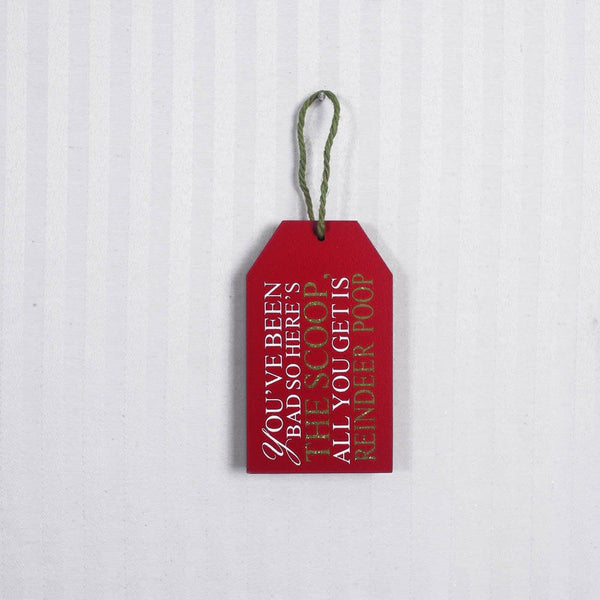 YOU'VE BEEN
BAD SO HERE'S
THE SCOOP,
ALL YOU GET IS
REINDEER POOP